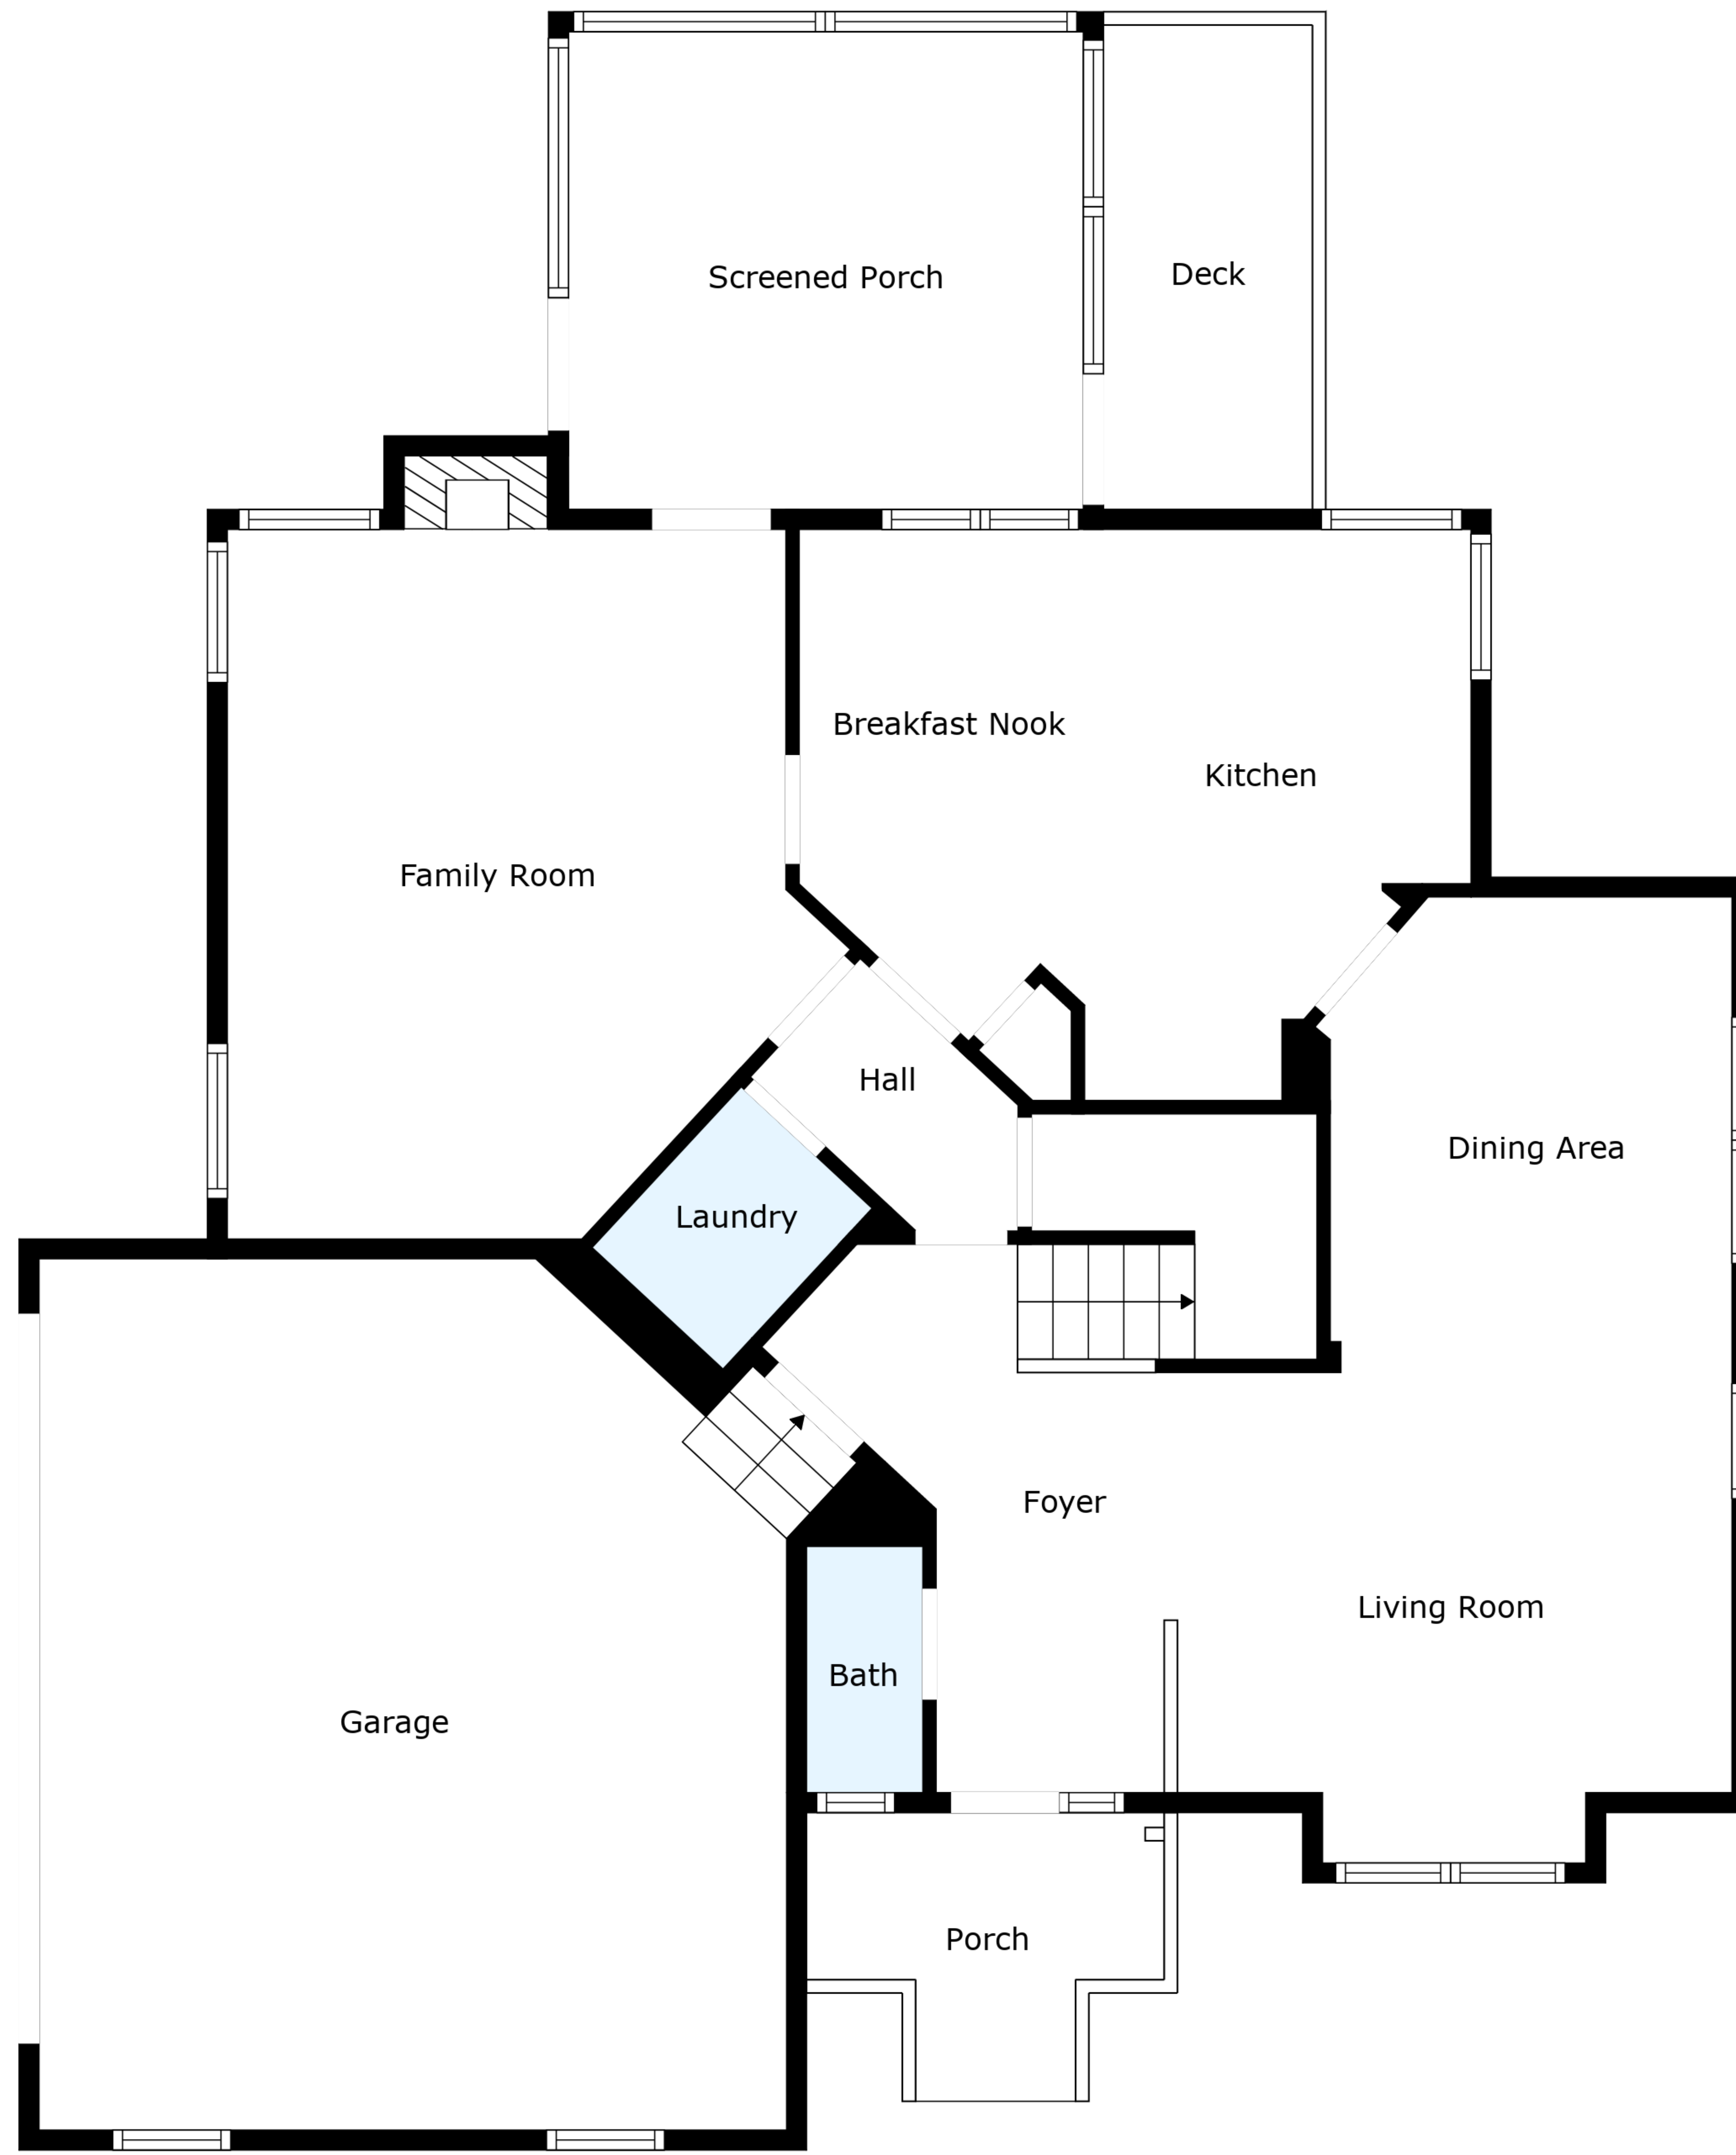 Screened Porch
Deck
Breakfast Nook
Kitchen
Family Room
Hall
Dining Area
Laundry
Foyer
Living Room
Bath
Garage
Porch